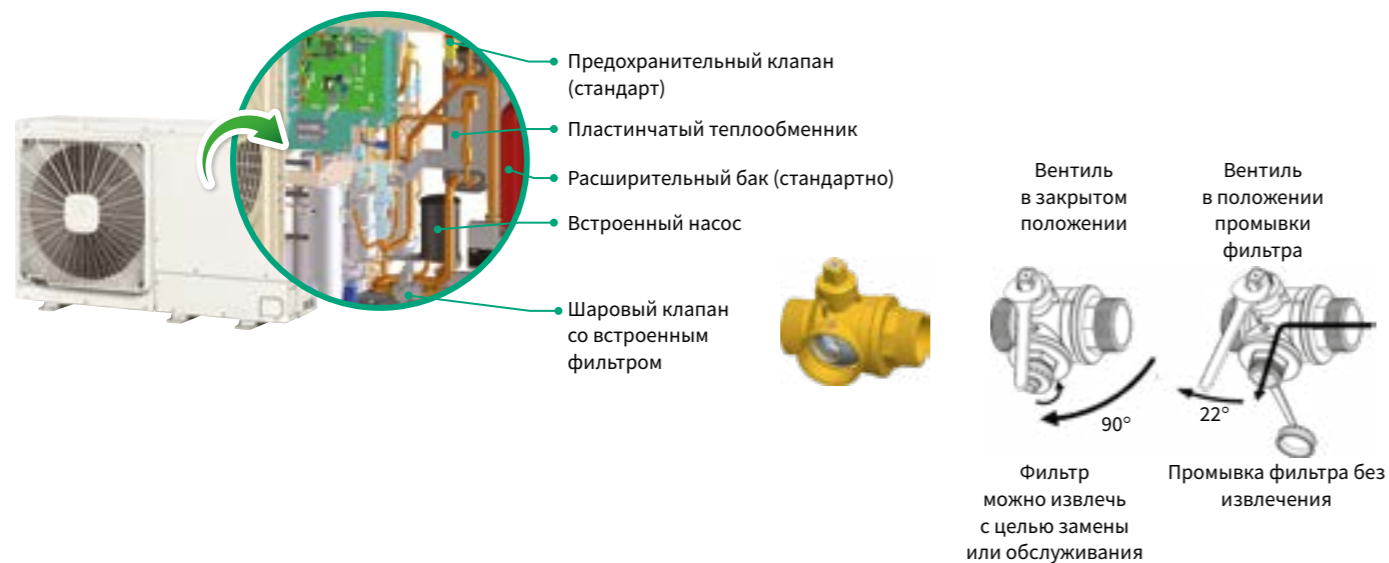 Предохранительный клапан
(стандарт)
Пластинчатый теплообменник
Расширительный бак (стандартно)
Встроенный насос
Шаровый клапан
со встроенным
фильтром
Вентиль
в закрытом
положении
90°
Фильтр
можно извлечь
с целью замены
или обслуживания
Вентиль
в положении
промывки
фильтра
22°
Промывка фильтра без
извлечения